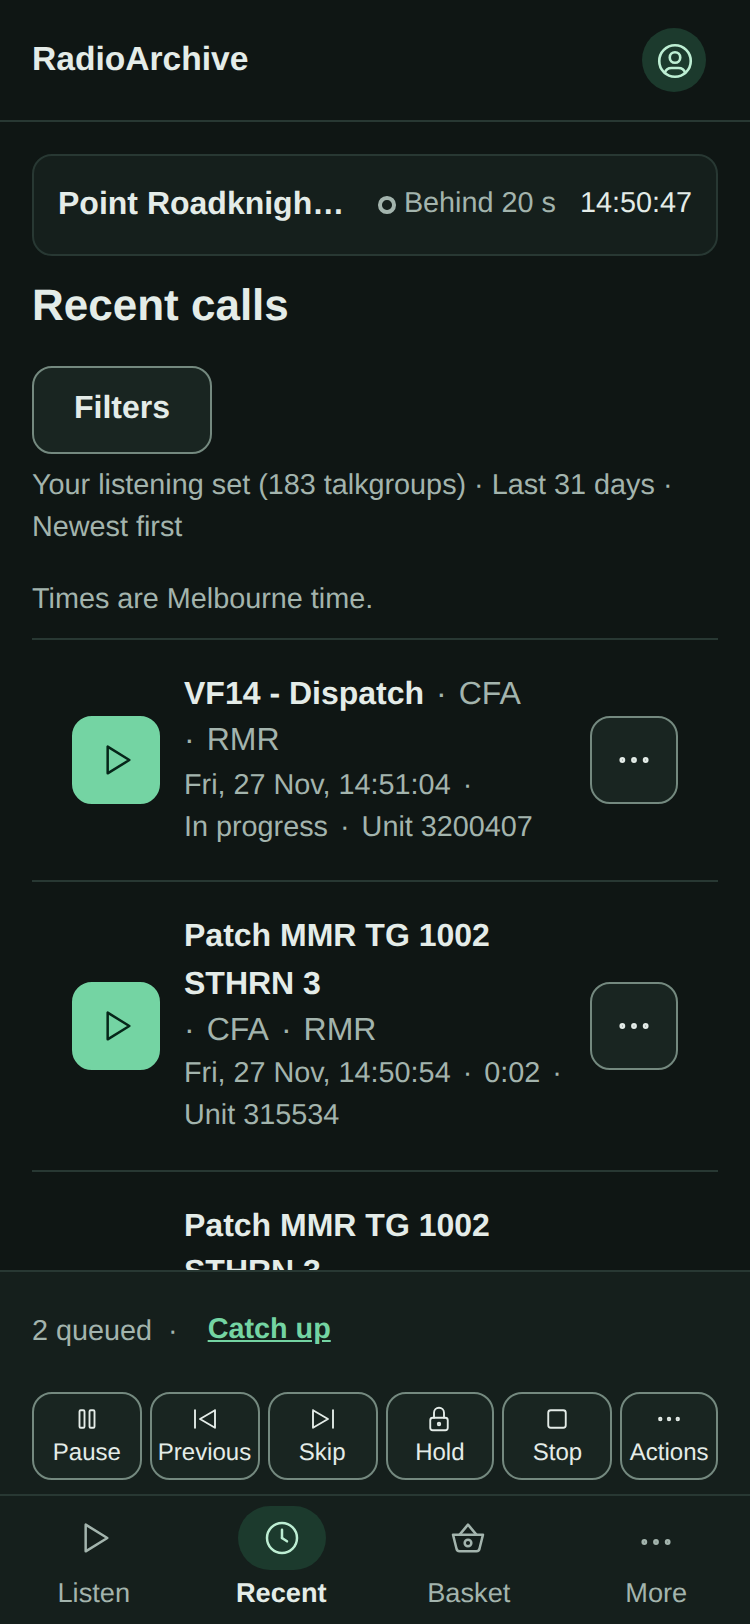 RadioArchive
Point Roadknigh… Behind 20 s 14:50:47
Recent calls
Filters
Your listening set (183 talkgroups) · Last 31 days ·
Newest first
Times are Melbourne time.
VF14 - Dispatch · CFA
· RMR
Fri, 27 Nov, 14:51:04 ·
In progress · Unit 3200407
Patch MMR TG 1002
STHRN 3
· CFA · RMR
Fri, 27 Nov, 14:50:54 · 0:02 ·
Unit 315534
Patch MMR TG 1002
STHRN 3
2 queued · Catch up
Pause Previous Skip Hold Stop Actions
Listen Recent Basket More